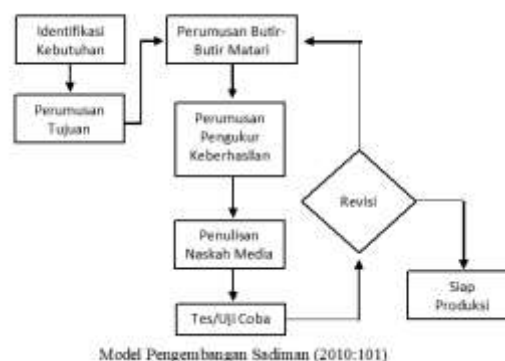 Identifikasi
Kebutuhan
Perumusan
Tujuan
Perumusan Butir-
Butir Matari
Perumusan
Pengukur
Keberhasilan
Penulisan
Naskah Media
Tes/Uji Coba
Revisi
Siap
Produksi
Model Pengembangan Sadiman (2010:101)